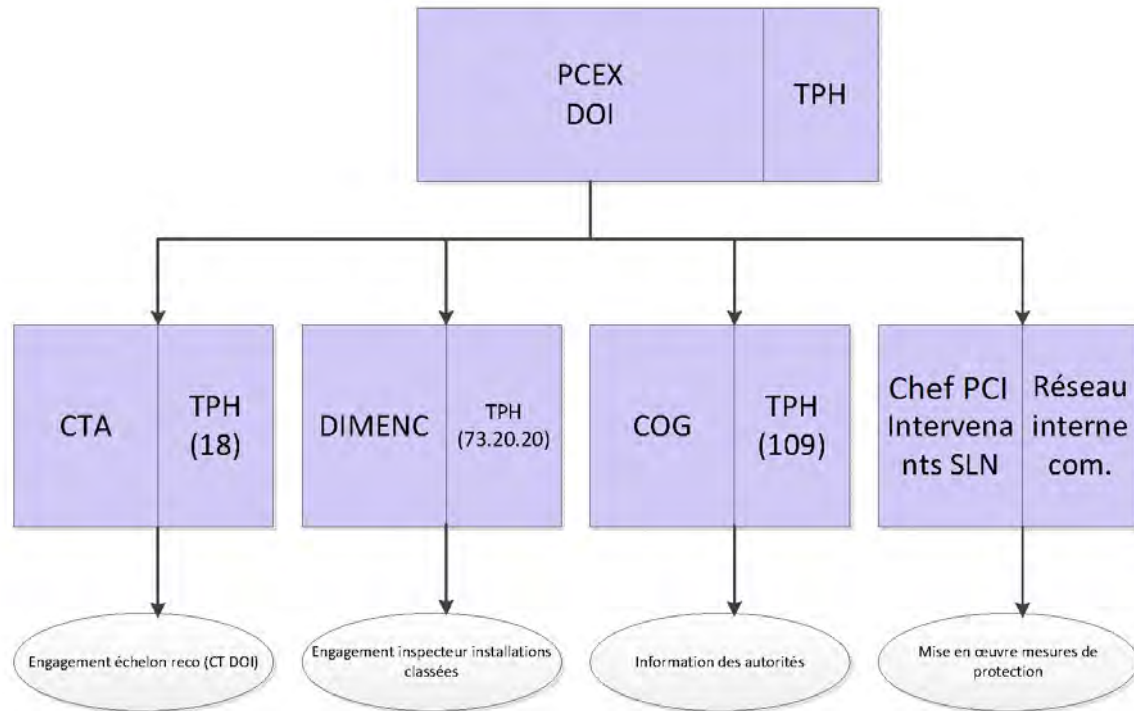 PCEX
DOI
TPH
CTA
TPH
(18)
DIMENC
TPH
(73.20.20)
COG
TPH
(109)
Chef PCI
Intervena
nts SLN
Réseau
interne
com.
Engagement échelon reco (CT DOI)
Engagement inspecteur installations
classées
Information des autorités
Mise en œuvre mesures de
protection